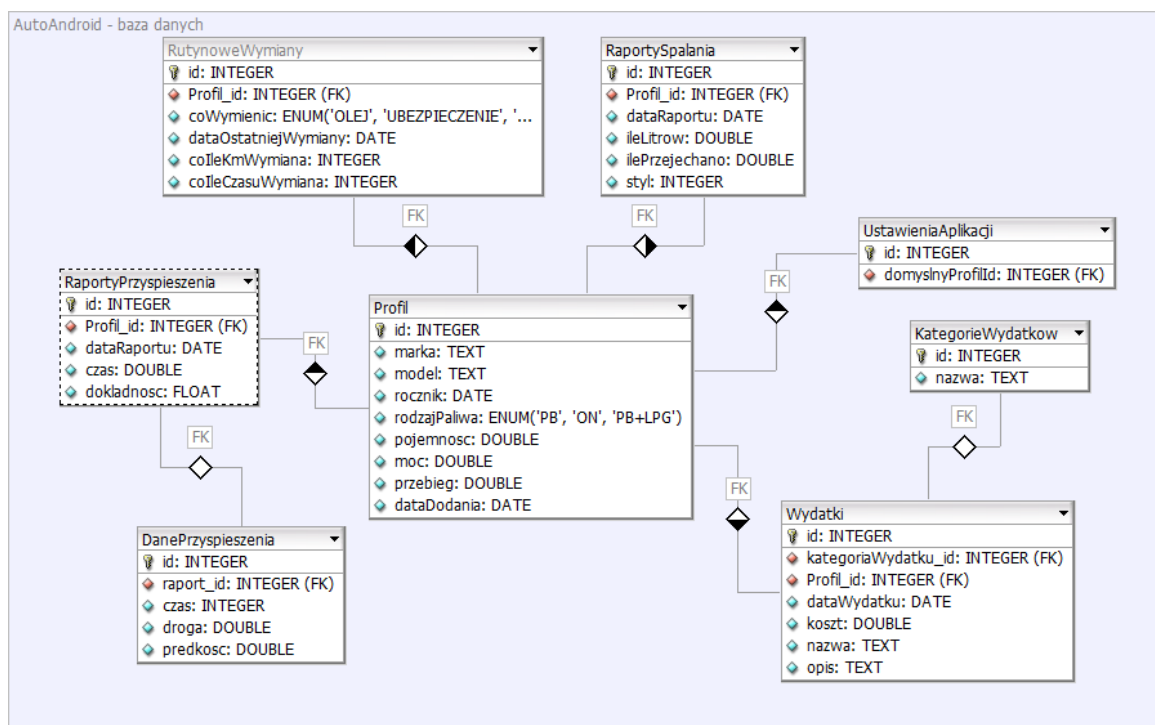 AutoAndroid - baza danych
RutynoweWymiany
id: INTEGER
Profil_id: INTEGER (FK)
coWymienic: ENUM('OLEJ', 'UBEZPIECZENIE', '...
dataOstatniejWymiany: DATE
coIleKmWymiana: INTEGER
coIleCzasuWymiana: INTEGER
RaportySpalania
id: INTEGER
Profil_id: INTEGER (FK)
dataRaportu: DATE
ileLitrow: DOUBLE
ilePrzejechano: DOUBLE
styl: INTEGER
FK
FK
UstawieniaAplikacji
id: INTEGER
domyslnyProfilId: INTEGER (FK)
RaportyPrzyspieszenia
id: INTEGER
Profil_id: INTEGER (FK)
dataRaportu: DATE
czas: DOUBLE
dokladnosc: FLOAT
FK
FK
Profil
id: INTEGER
marka: TEXT
model: TEXT
rocznik: DATE
rodzajPaliwa: ENUM('PB', 'ON', 'PB+LPG')
pojemnosc: DOUBLE
moc: DOUBLE
przebieg: DOUBLE
dataDodania: DATE
KategorieWydatkow
id: INTEGER
nazwa: TEXT
FK
FK
FK
DanePrzyspieszenia
id: INTEGER
raport_id: INTEGER (FK)
czas: INTEGER
droga: DOUBLE
predkosc: DOUBLE
Wydatki
id: INTEGER
kategoriaWydatku_id: INTEGER (FK)
Profil_id: INTEGER (FK)
dataWydatku: DATE
koszt: DOUBLE
nazwa: TEXT
opis: TEXT